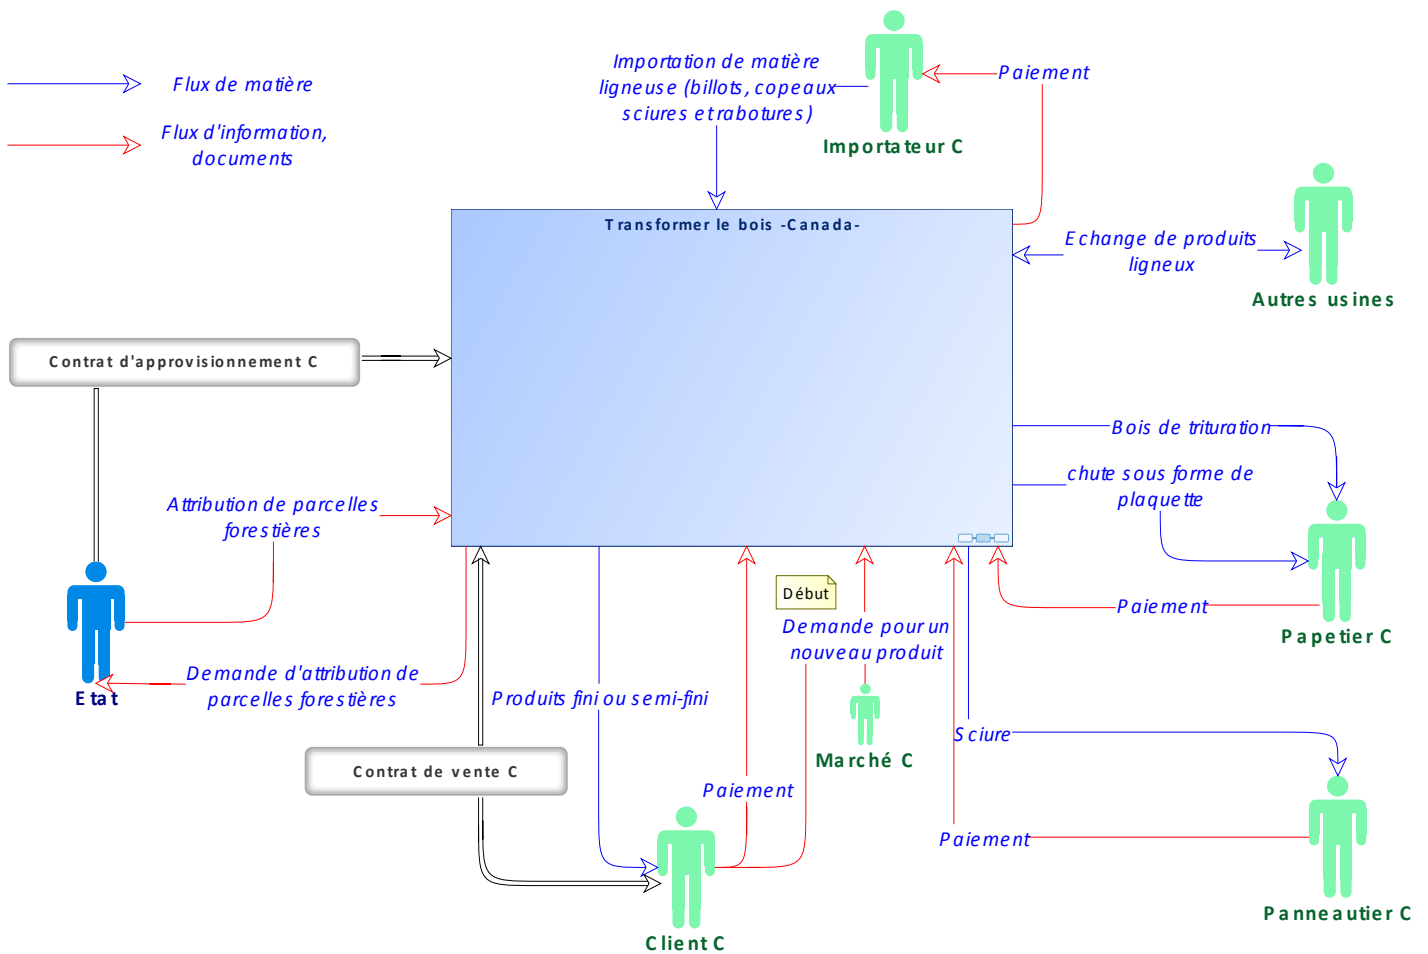 Flux de matière
Flux d'information,
documents
Importation de matière
ligneuse (billots, copeaux
sciures et rabotures)
Paiement
Importateur C
Transformer le bois -Canada-
Echange de produits
ligneux
Autres usines
Contrat d'approvisionnement C
Bois de trituration
chute sous forme de
plaquette
Attribution de parcelles
forestières
Paiement
Papetier C
Début
Demande pour un
nouveau produit
Demande d'attribution de
parcelles forestières
Etat
Produits fini ou semi-fini
Sciure
Marché C
Contrat de vente C
Paiement
Paiement
Panneautier C
Client C